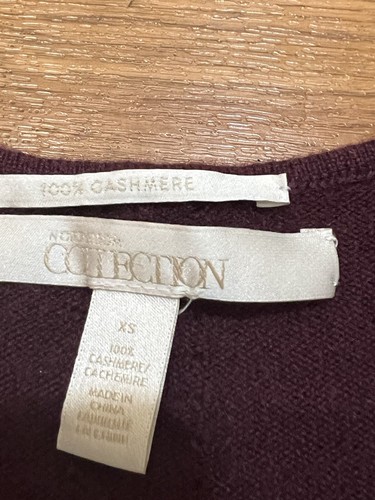 100% CASHMERE
COLLECTION
XS
100%
CASHMERE/
CACHEMIRE
MADE IN
CHINA